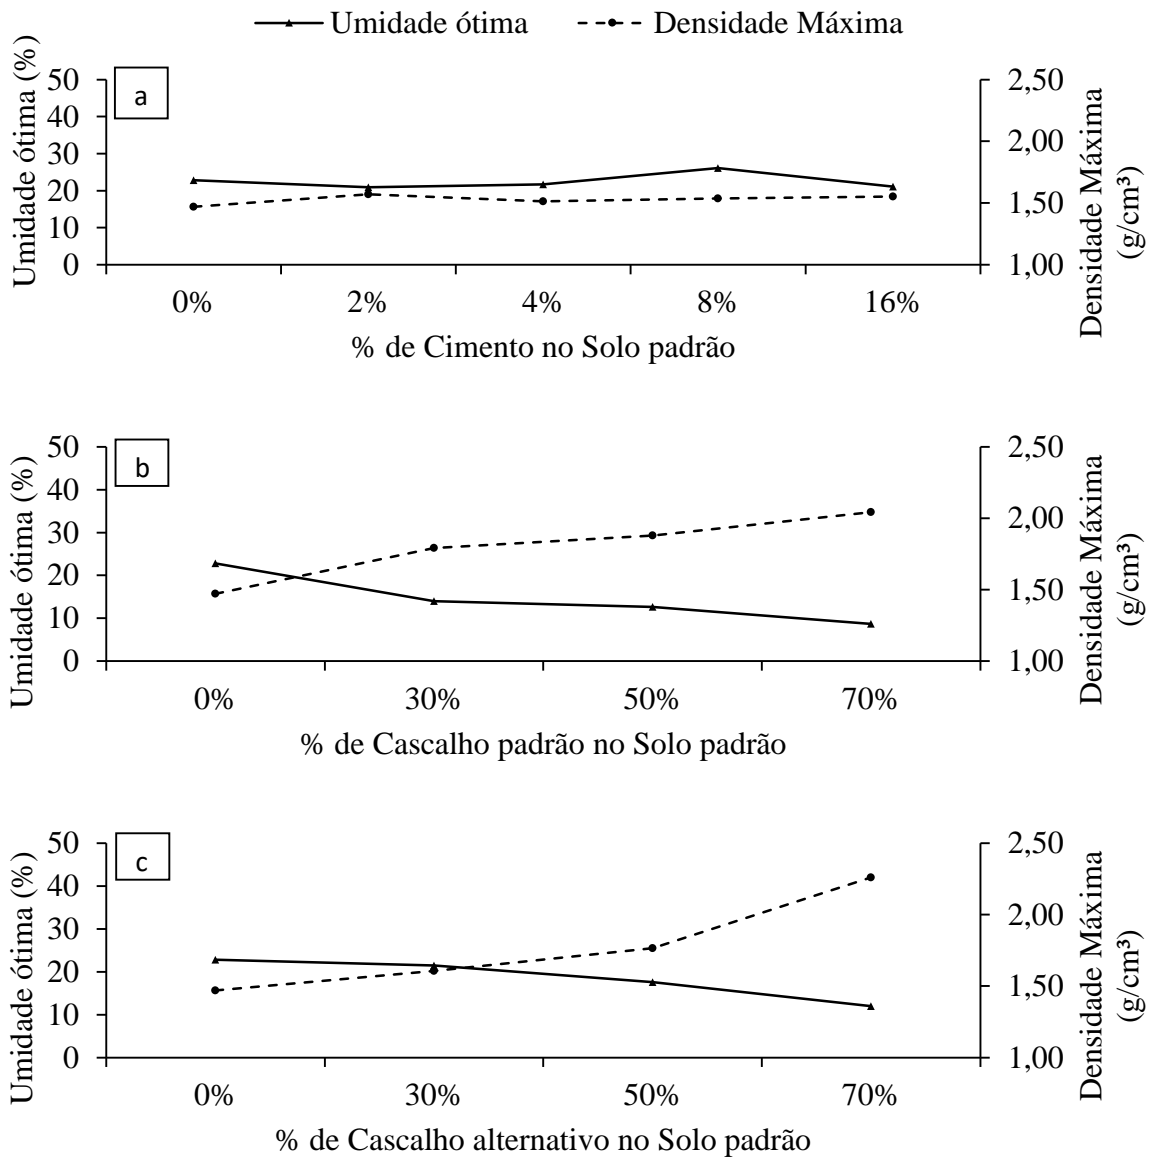 Umidade ótima Densidade Máxima
a
Umidade ótima (%)
50
40
30
20
10
0
2,50
2,00
1,50
1,00
Densidade Máxima
(g/cm³)
0% 2% 4% 8% 16%
% de Cimento no Solo padrão
b
Umidade ótima (%)
50
40
30
20
10
0
2,50
2,00
1,50
1,00
Densidade Máxima
(g/cm³)
0% 30% 50% 70%
% de Cascalho padrão no Solo padrão
c
Umidade ótima (%)
50
40
30
20
10
0
2,50
2,00
1,50
1,00
Densidade Máxima
(g/cm³)
0% 30% 50% 70%
% de Cascalho alternativo no Solo padrão